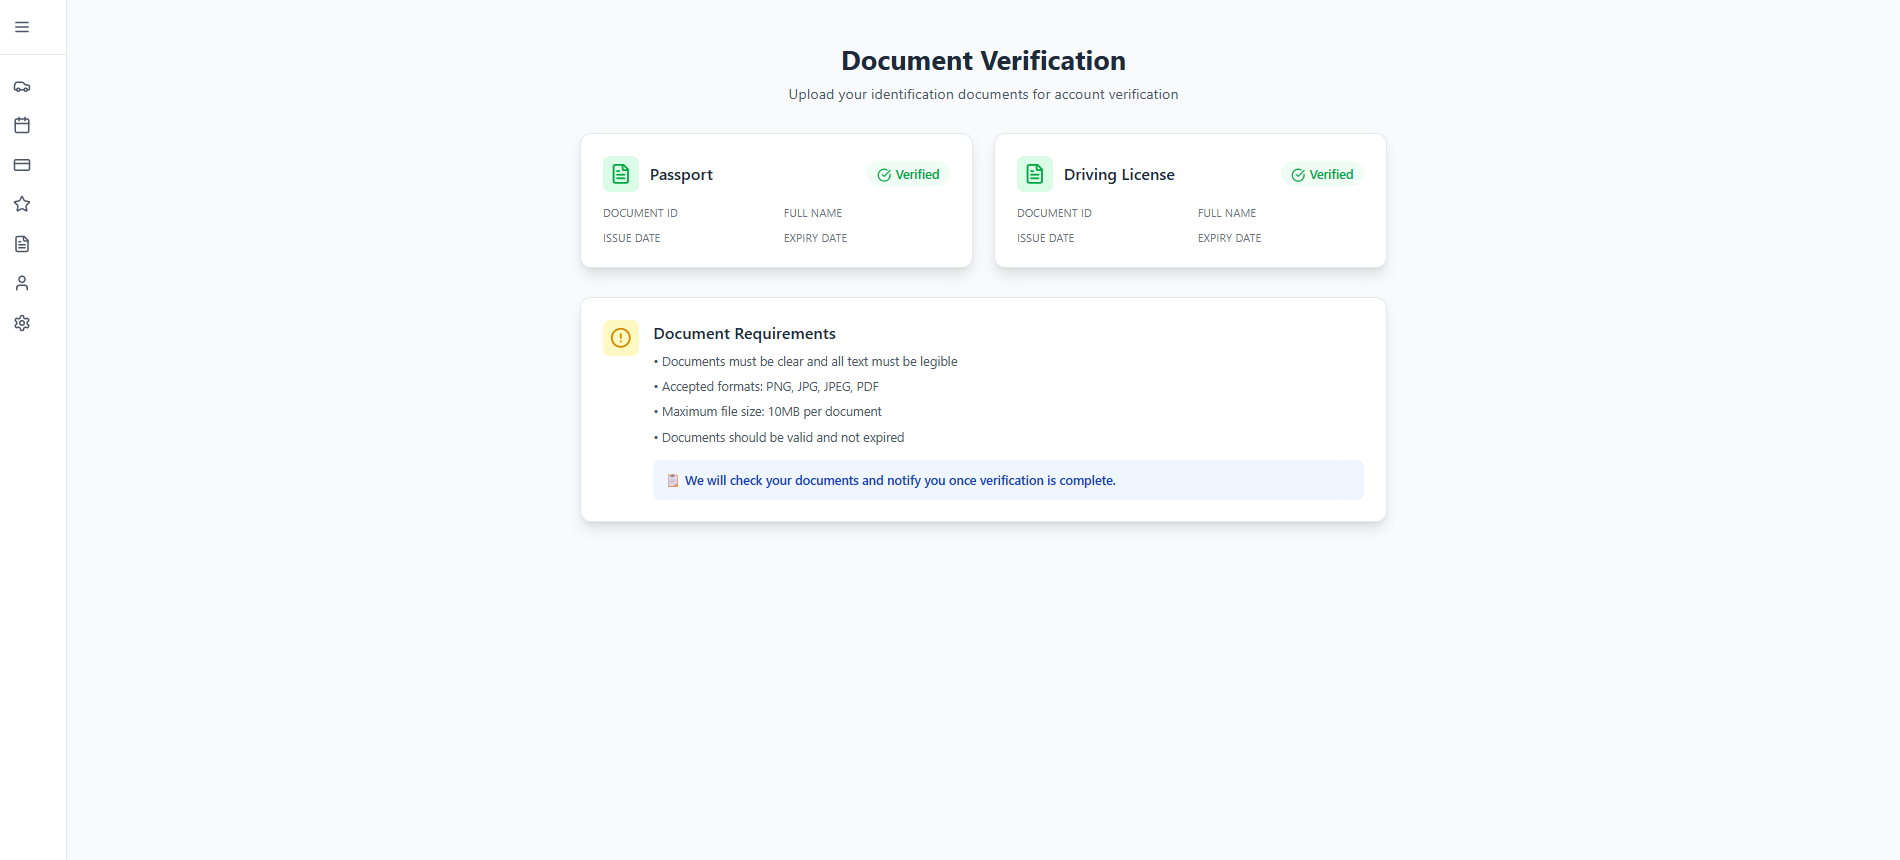 Document Verification
Upload your identification documents for account verification
Passport
Verified
DOCUMENT ID
FULL NAME
ISSUE DATE
EXPIRY DATE
Driving License
Verified
DOCUMENT ID
FULL NAME
ISSUE DATE
EXPIRY DATE
Document Requirements
• Documents must be clear and all text must be legible
• Accepted formats: PNG, JPG, JPEG, PDF
• Maximum file size: 10MB per document
• Documents should be valid and not expired
📋 We will check your documents and notify you once verification is complete.